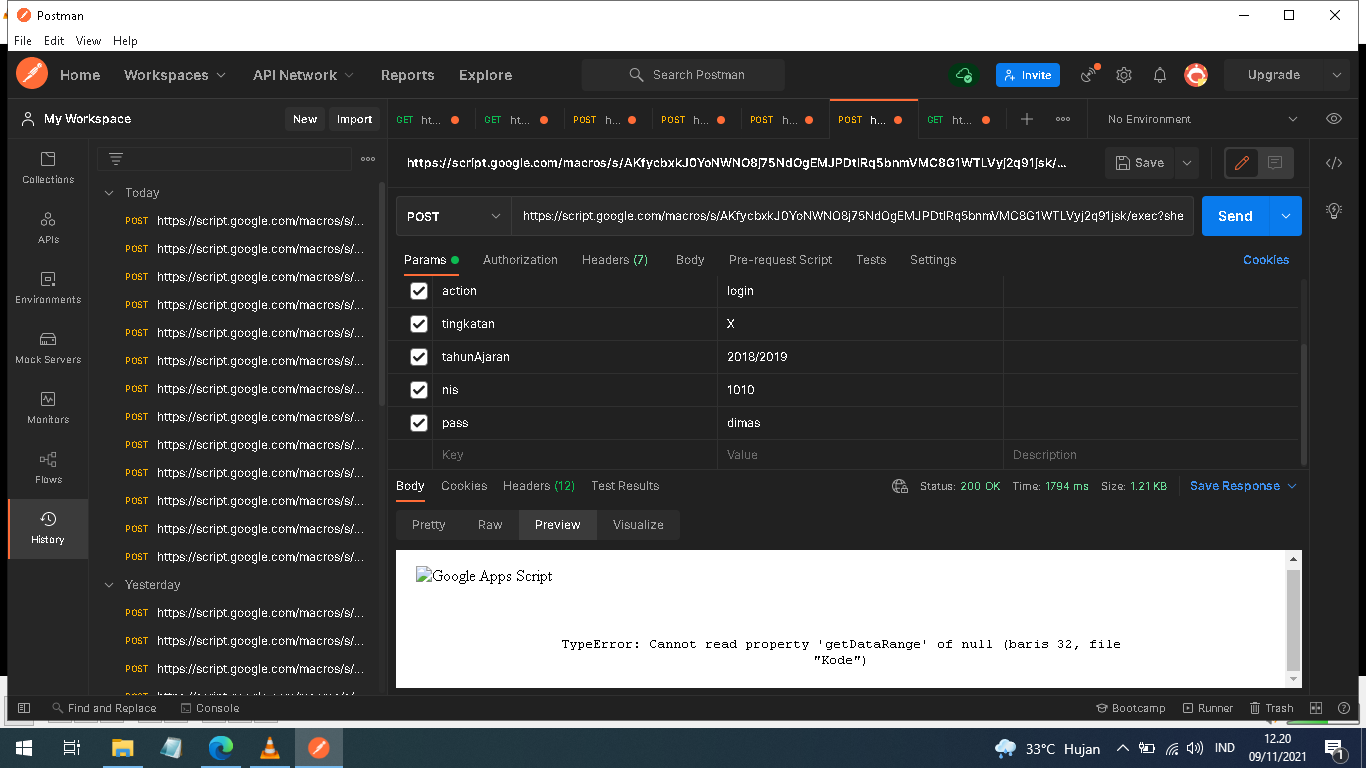 Postman
File Edit View Help
Home Workspaces API Network Reports Explore Search Postman Invite Upgrade
My Workspace New Import
GET ht... GET ht... POST h... POST h... POST h... POST h... GET ht... No Environment
Collections
APIs
Environments
Mock Servers
Monitors
Flows
History
Today
POST https://script.google.com/macros/s/...
POST https://script.google.com/macros/s/...
POST https://script.google.com/macros/s/...
POST https://script.google.com/macros/s/...
POST https://script.google.com/macros/s/...
POST https://script.google.com/macros/s/...
POST https://script.google.com/macros/s/...
POST https://script.google.com/macros/s/...
POST https://script.google.com/macros/s/...
POST https://script.google.com/macros/s/...
POST https://script.google.com/macros/s/...
POST https://script.google.com/macros/s/...
POST https://script.google.com/macros/s/...
Yesterday
POST https://script.google.com/macros/s/...
POST https://script.google.com/macros/s/...
POST https://script.google.com/macros/s/...
POST https://script.google.com/macros/s/...
https://script.google.com/macros/s/AKfycbxkJ0YoNWNO8j75NdOgEMJPDtlRq5bnmVMC8G1WTLVyj2q91jsk/... Save
POST https://script.google.com/macros/s/AKfycbxkJ0YoNWNO8j75NdOgEMJPDtlRq5bnmVMC8G1WTLVyj2q91jsk/exec?she Send
Params Authorization Headers (7) Body Pre-request Script Tests Settings Cookies
action login
tingkatan X
tahunAjaran 2018/2019
nis 1010
pass dimas
Key Value Description
Body Cookies Headers (12) Test Results Status: 200 OK Time: 1794 ms Size: 1.21 KB Save Response
Pretty Raw Preview Visualize
Google Apps Script
TypeError: Cannot read property 'getDataRange' of null (baris 32, file
"Kode")
Find and Replace Console Bootcamp Runner Trash
33°C Hujan IND 12.20
09/11/2021
1